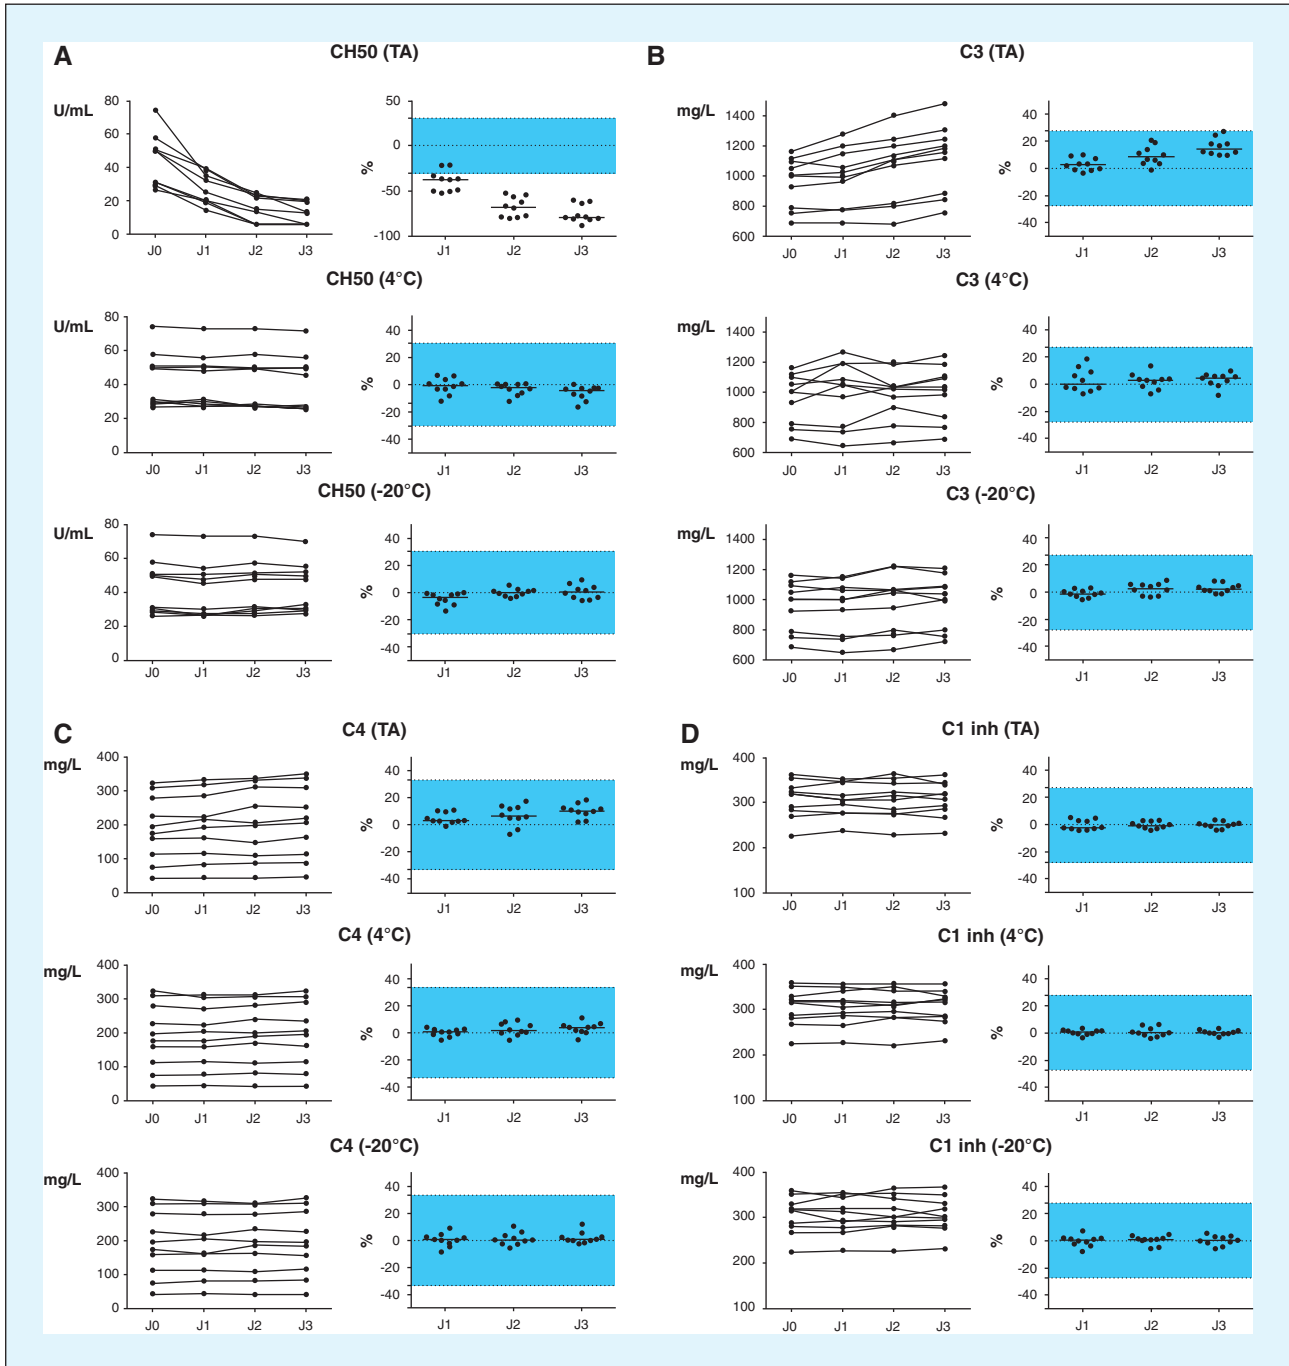 A
CH50 (TA)
U/mL
80
60
40
20
0
J0 J1 J2 J3
%
50
0
-50
-100
J1 J2 J3
CH50 (4°C)
U/mL
80
60
40
20
0
J0 J1 J2 J3
%
40
20
0
-20
-40
J1 J2 J3
CH50 (-20°C)
U/mL
80
60
40
20
0
J0 J1 J2 J3
%
40
20
0
-20
-40
J1 J2 J3
B
C3 (TA)
mg/L
1400
1200
1000
800
600
J0 J1 J2 J3
%
40
20
0
-20
-40
J1 J2 J3
C3 (4°C)
mg/L
1400
1200
1000
800
600
J0 J1 J2 J3
%
40
20
0
-20
-40
J1 J2 J3
C3 (-20°C)
mg/L
1400
1200
1000
800
600
J0 J1 J2 J3
%
40
20
0
-20
-40
J1 J2 J3
C
C4 (TA)
mg/L
400
300
200
100
0
J0 J1 J2 J3
%
40
20
0
-20
-40
J1 J2 J3
C4 (4°C)
mg/L
400
300
200
100
0
J0 J1 J2 J3
%
40
20
0
-20
-40
J1 J2 J3
C4 (-20°C)
mg/L
400
300
200
100
0
J0 J1 J2 J3
%
40
20
0
-20
-40
J1 J2 J3
D
C1 inh (TA)
mg/L
400
300
200
100
J0 J1 J2 J3
%
40
20
0
-20
-40
J1 J2 J3
C1 inh (4°C)
mg/L
400
300
200
100
J0 J1 J2 J3
%
40
20
0
-20
-40
J1 J2 J3
C1 inh (-20°C)
mg/L
400
300
200
100
J0 J1 J2 J3
%
40
20
0
-20
-40
J1 J2 J3